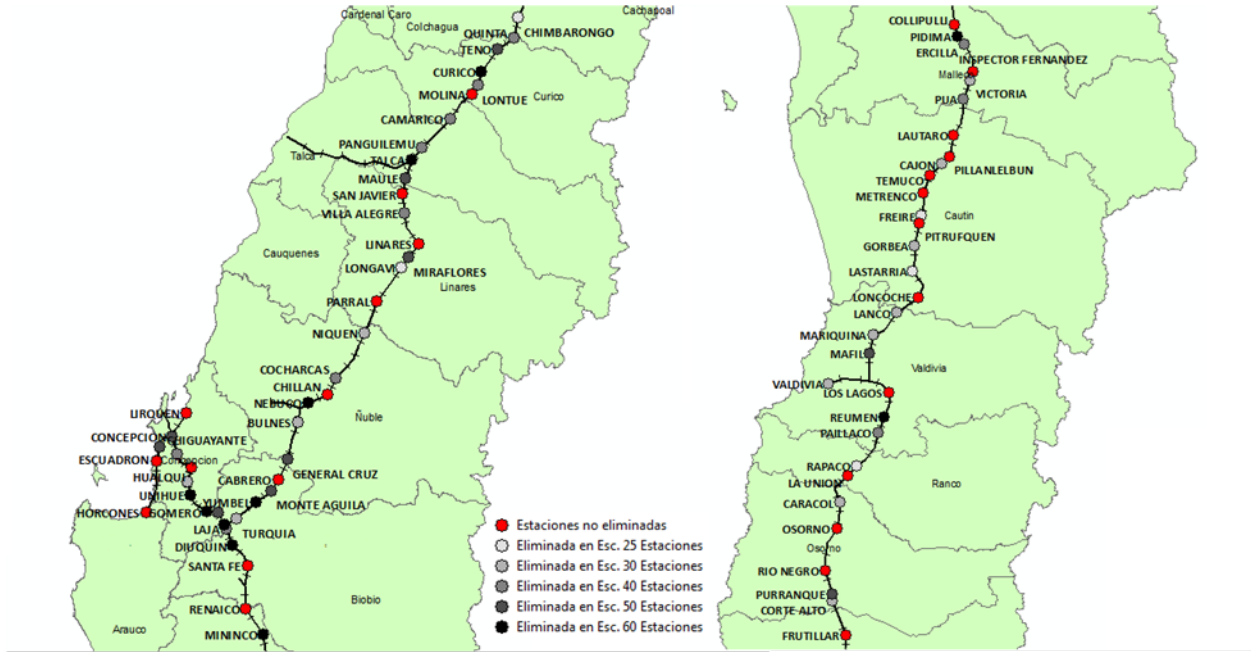 Cardenal Caro
Cachapoal
Colchagua
QUINTA
CHIMBARONGO
TENO
CURICO
MOLINA
LONTUE
Curico
CAMARICO
PANGUILEMU
Talca
TALCA
MAULE
SAN JAVIER
VILLA ALEGRE
LINARES
Cauquenes
LONGAVI
MIRAFLORES
Linares
PARRAL
NIQUEN
COCHARCAS
CHILLAN
NEBUCO
Ñuble
LIRQUEN
BULNES
CONCEPCIÓN
HIGUAYANTE
ESCUADRON
Concepcion
GENERAL CRUZ
HUALQUI
CABRERO
UNIHUE
YUMBEL
MONTE AGUILA
HORCONES
GOMERO
LAJA
TURQUIA
DIUQUIN
SANTA FE
Biobio
RENAICO
Arauco
MININCO
Estaciones no eliminadas
Eliminada en Esc. 25 Estaciones
Eliminada en Esc. 30 Estaciones
Eliminada en Esc. 40 Estaciones
Eliminada en Esc. 50 Estaciones
Eliminada en Esc. 60 Estaciones
COLLIPULLI
PIDIMA
ERCILLA
INSPECTOR FERNANDEZ
Malleco
VICTORIA
PUA
LAUTARO
CAJON
PILLANLELBUN
TEMUCO
METRENCO
FREIRE
Cautin
PITRUFQUEN
GORBEA
LASTARRIA
LONCOCHE
LANCO
MARIQUINA
MAFIL
Valdivia
VALDIVIA
LOS LAGOS
REUMEN
PAILLACO
RAPACO
LA UNION
Ranco
CARACOL
OSORNO
Osorno
RIO NEGRO
PURRANQUE
CORTE ALTO
FRUTILLAR